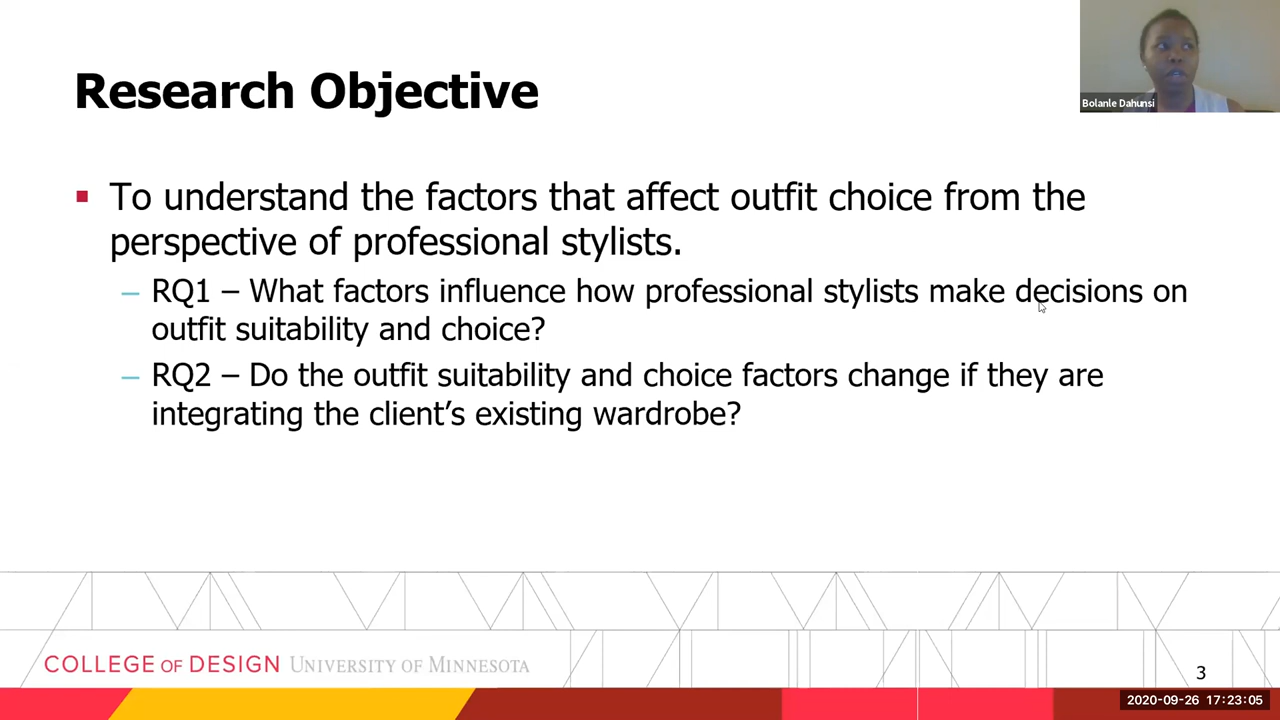 Research Objective
Bolanle Dahunsi
▪ To understand the factors that affect outfit choice from the
perspective of professional stylists.
– RQ1 – What factors influence how professional stylists make decisions on
outfit suitability and choice?
– RQ2 – Do the outfit suitability and choice factors change if they are
integrating the client’s existing wardrobe?
COLLEGE OF DESIGN UNIVERSITY OF MINNESOTA
3
2020-09-26 17:23:05